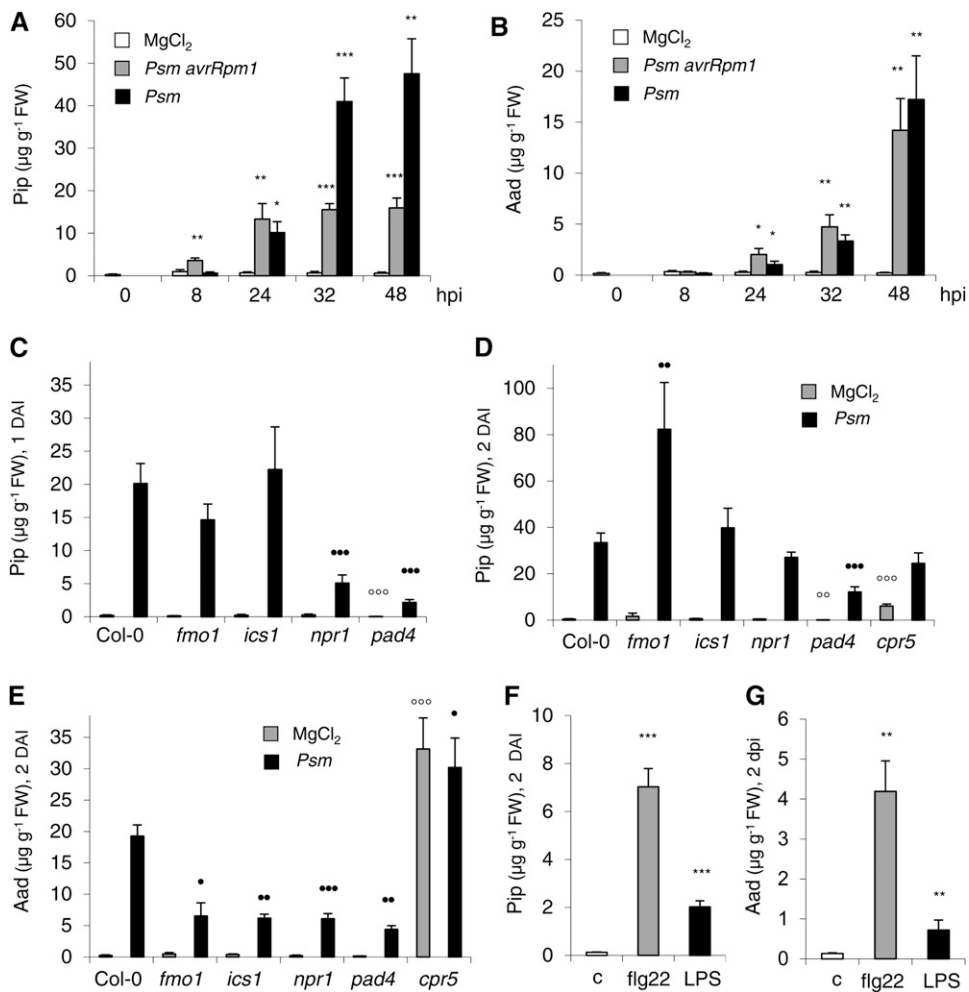 A
Pip (µg g⁻¹ FW)
60
50
40
30
20
10
0
MgCl₂
Psm avrRpm1
Psm
**
*
**
***
***
***
**
0 8 24 32 48 hpi
B
Aad (µg g⁻¹ FW)
25
20
15
10
5
0
MgCl₂
Psm avrRpm1
Psm
*
*
**
**
**
**
0 8 24 32 48 hpi
C
Pip (µg g⁻¹ FW), 1 DAI
35
30
25
20
15
10
5
0
•••
°°°
•••
Col-0 fmo1 ics1 npr1 pad4
D
Pip (µg g⁻¹ FW), 2 DAI
100
80
60
40
20
0
MgCl₂
Psm
••
°°
•••
°°°
Col-0 fmo1 ics1 npr1 pad4 cpr5
E
Aad (µg g⁻¹ FW), 2 DAI
35
30
25
20
15
10
5
0
MgCl₂
Psm
•
••
•••
••
°°°
•
Col-0 fmo1 ics1 npr1 pad4 cpr5
F
Pip (µg g⁻¹ FW), 2 DAI
10
8
6
4
2
0
***
***
c flg22 LPS
G
Aad (µg g⁻¹ FW), 2 dpi
6
5
4
3
2
1
0
**
**
c flg22 LPS